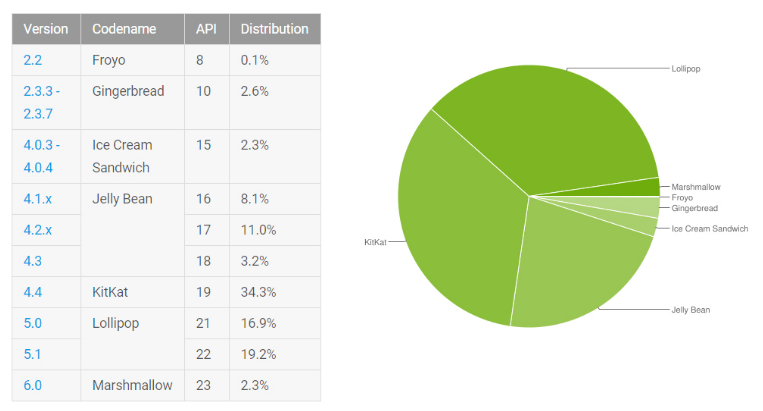 Version Codename API Distribution
2.2 Froyo 8 0.1%
2.3.3 - Gingerbread 10 2.6%
2.3.7
4.0.3 - Ice Cream 15 2.3%
4.0.4 Sandwich
4.1.x Jelly Bean 16 8.1%
4.2.x 17 11.0%
4.3 18 3.2%
4.4 KitKat 19 34.3%
5.0 Lollipop 21 16.9%
5.1 22 19.2%
6.0 Marshmallow 23 2.3%
Lollipop
Marshmallow
Froyo
Gingerbread
Ice Cream Sandwich
KitKat
Jelly Bean